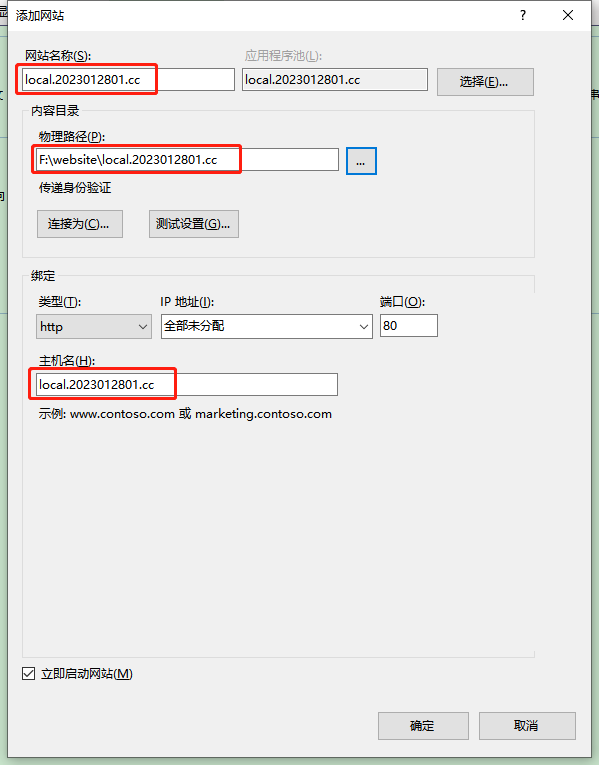 添加网站
?
网站名称(S):
应用程序池(L):
local.2023012801.cc
local.2023012801.cc
选择(E)...
内容目录
物理路径(P):
F:\website\local.2023012801.cc
...
传递身份验证
连接为(C)...
测试设置(G)...
绑定
类型(T):
IP 地址(I):
端口(O):
http
全部未分配
80
主机名(H):
local.2023012801.cc
示例: www.contoso.com 或 marketing.contoso.com
立即启动网站(M)
确定
取消